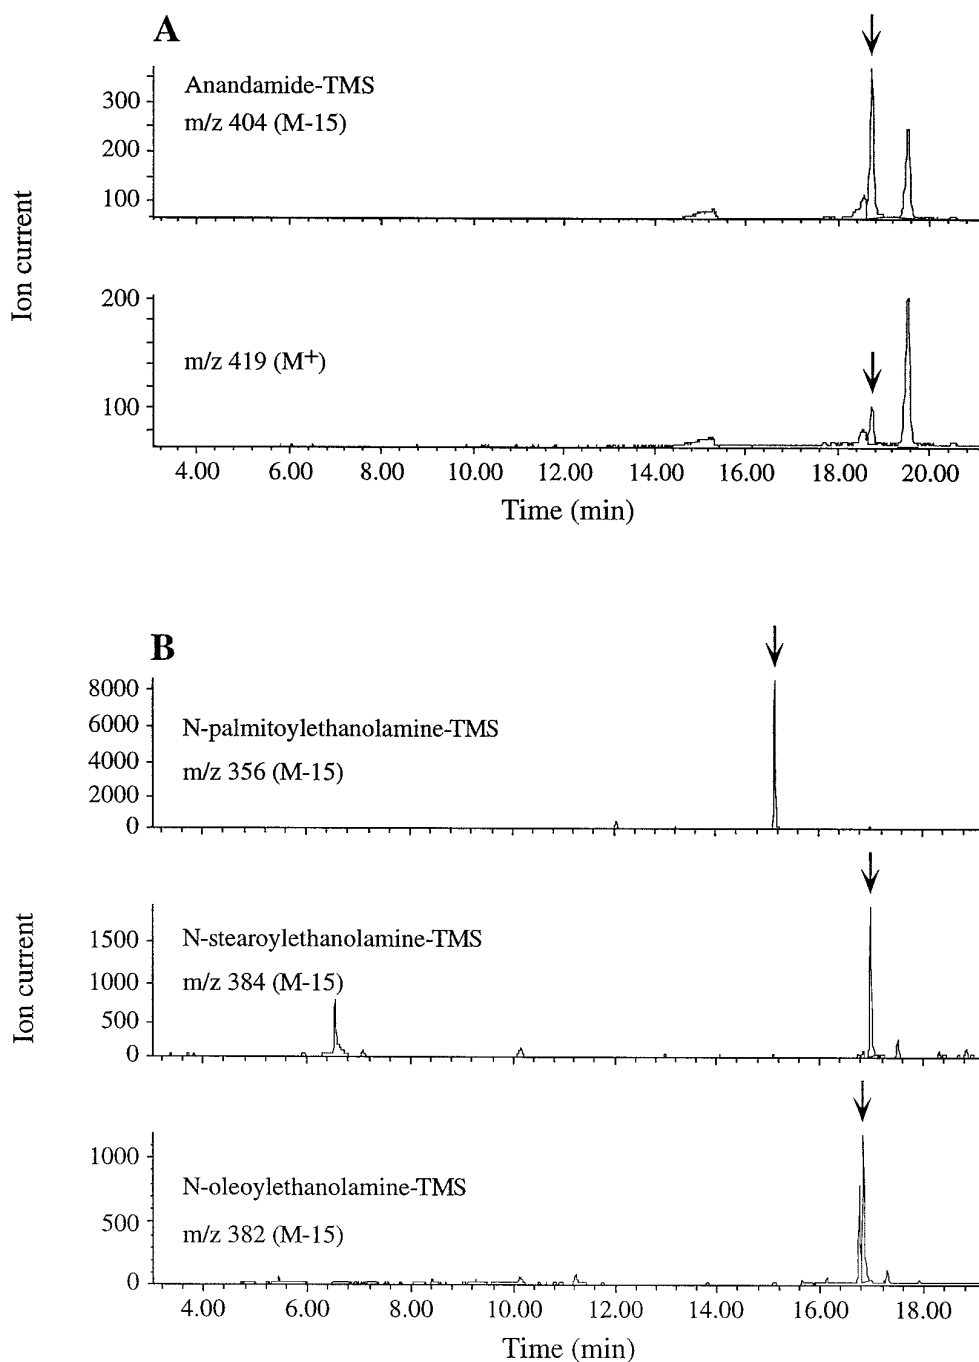 A
Anandamide-TMS
m/z 404 (M-15)
300
200
100
Ion current
m/z 419 (M+)
200
100
4.00 6.00 8.00 10.00 12.00 14.00 16.00 18.00 20.00
Time (min)
B
N-palmitoylethanolamine-TMS
m/z 356 (M-15)
8000
6000
4000
2000
0
Ion current
N-stearoylethanolamine-TMS
m/z 384 (M-15)
1500
1000
500
0
N-oleoylethanolamine-TMS
m/z 382 (M-15)
1000
500
0
4.00 6.00 8.00 10.00 12.00 14.00 16.00 18.00
Time (min)